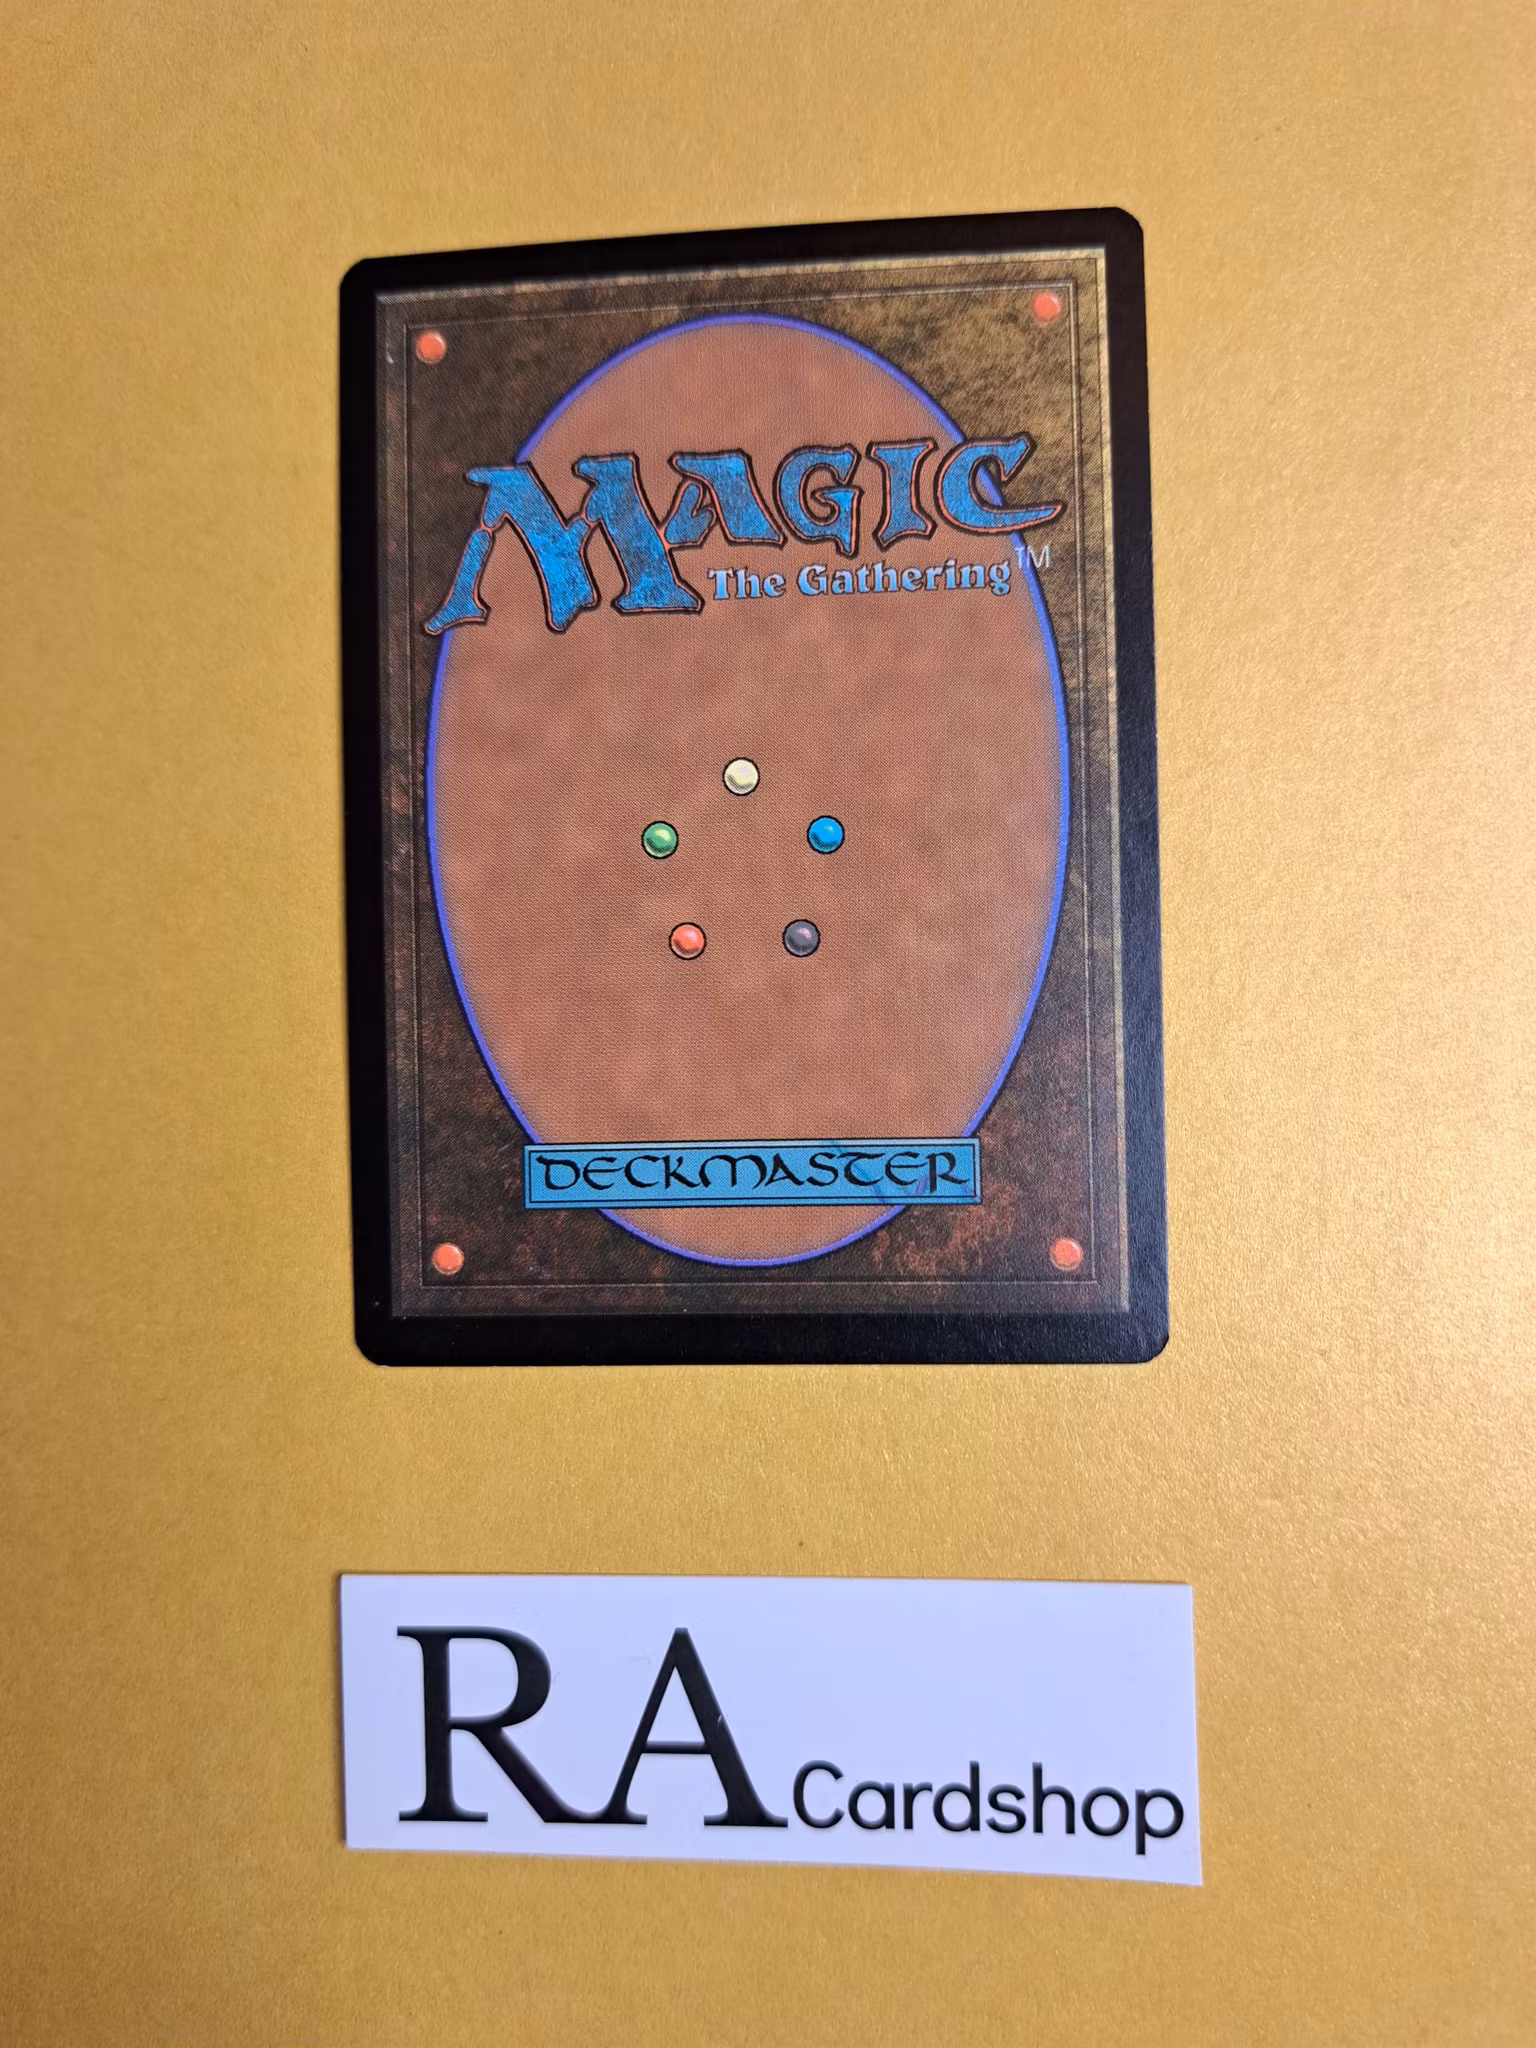 MAGIC
The Gathering™
DECKMASTER
RA Cardshop